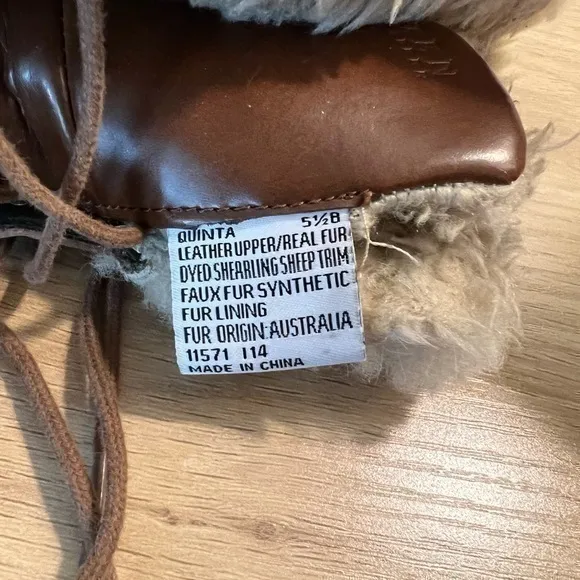 QUINTA 5½B
LEATHER UPPER/REAL FUR
DYED SHEARLING SHEEP TRIM
FAUX FUR SYNTHETIC
FUR LINING
FUR ORIGIN:AUSTRALIA
11571 I14
MADE IN CHINA